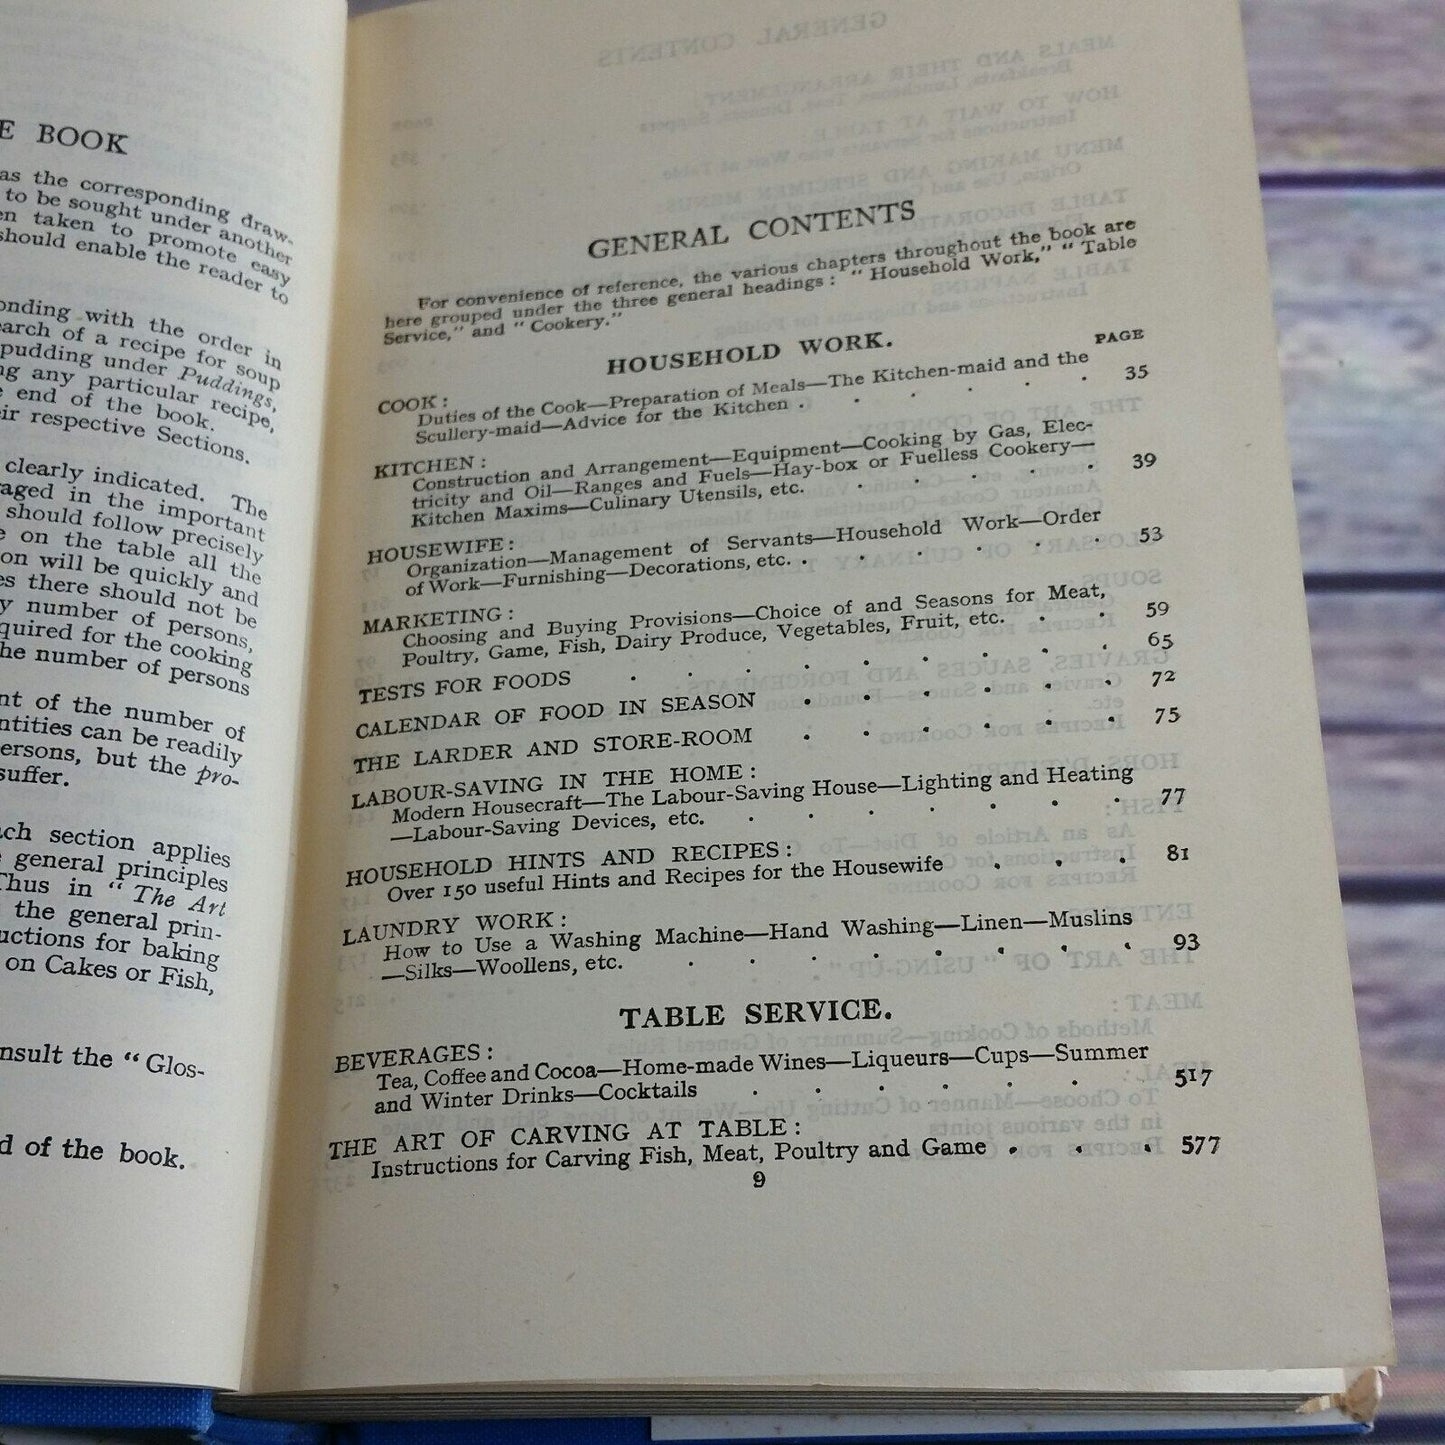 E BOOK
as the corresponding draw-
to be sought under another
en taken to promote easy
should enable the reader to
onding with the order in
earch of a recipe for soup
pudding under Puddings,
ng any particular recipe,
e end of the book.
eir respective Sections.
clearly indicated. The
aged in the important
should follow precisely
e on the table all the
on will be quickly and
es there should not be
y number of persons,
quired for the cooking
he number of persons
nt of the number of
ntities can be readily
ersons, but the pro-
suffer.
ach section applies
e general principles
Thus in “The Art
the general prin-
uctions for baking
on Cakes or Fish,
nsult the “Glos-
d of the book.
GENERAL CONTENTS
For convenience of reference, the various chapters throughout the book are
here grouped under the three general headings: “Household Work,” “Table
Service,” and “Cookery.”
HOUSEHOLD WORK.
PAGE
COOK:
Duties of the Cook—Preparation of Meals—The Kitchen-maid and the
Scullery-maid—Advice for the Kitchen . . . . . 35
KITCHEN:
Construction and Arrangement—Equipment—Cooking by Gas, Elec-
tricity and Oil—Ranges and Fuels—Hay-box or Fuelless Cookery—
Kitchen Maxims—Culinary Utensils, etc. . . . . . 39
HOUSEWIFE:
Organization—Management of Servants—Household Work—Order
of Work—Furnishing—Decorations, etc. . . . . . . 53
MARKETING:
Choosing and Buying Provisions—Choice of and Seasons for Meat,
Poultry, Game, Fish, Dairy Produce, Vegetables, Fruit, etc. . . 59
TESTS FOR FOODS . . . . . . . . . 65
CALENDAR OF FOOD IN SEASON . . . . . . 72
THE LARDER AND STORE-ROOM . . . . . . 75
LABOUR-SAVING IN THE HOME:
Modern Housecraft—The Labour-Saving House—Lighting and Heating
—Labour-Saving Devices, etc. . . . . . . . 77
HOUSEHOLD HINTS AND RECIPES:
Over 150 useful Hints and Recipes for the Housewife . . . 81
LAUNDRY WORK:
How to Use a Washing Machine—Hand Washing—Linen—Muslins
—Silks—Woollens, etc. . . . . . . . . 93
TABLE SERVICE.
BEVERAGES:
Tea, Coffee and Cocoa—Home-made Wines—Liqueurs—Cups—Summer
and Winter Drinks—Cocktails . . . . . . 517
THE ART OF CARVING AT TABLE:
Instructions for Carving Fish, Meat, Poultry and Game . . . 577
9